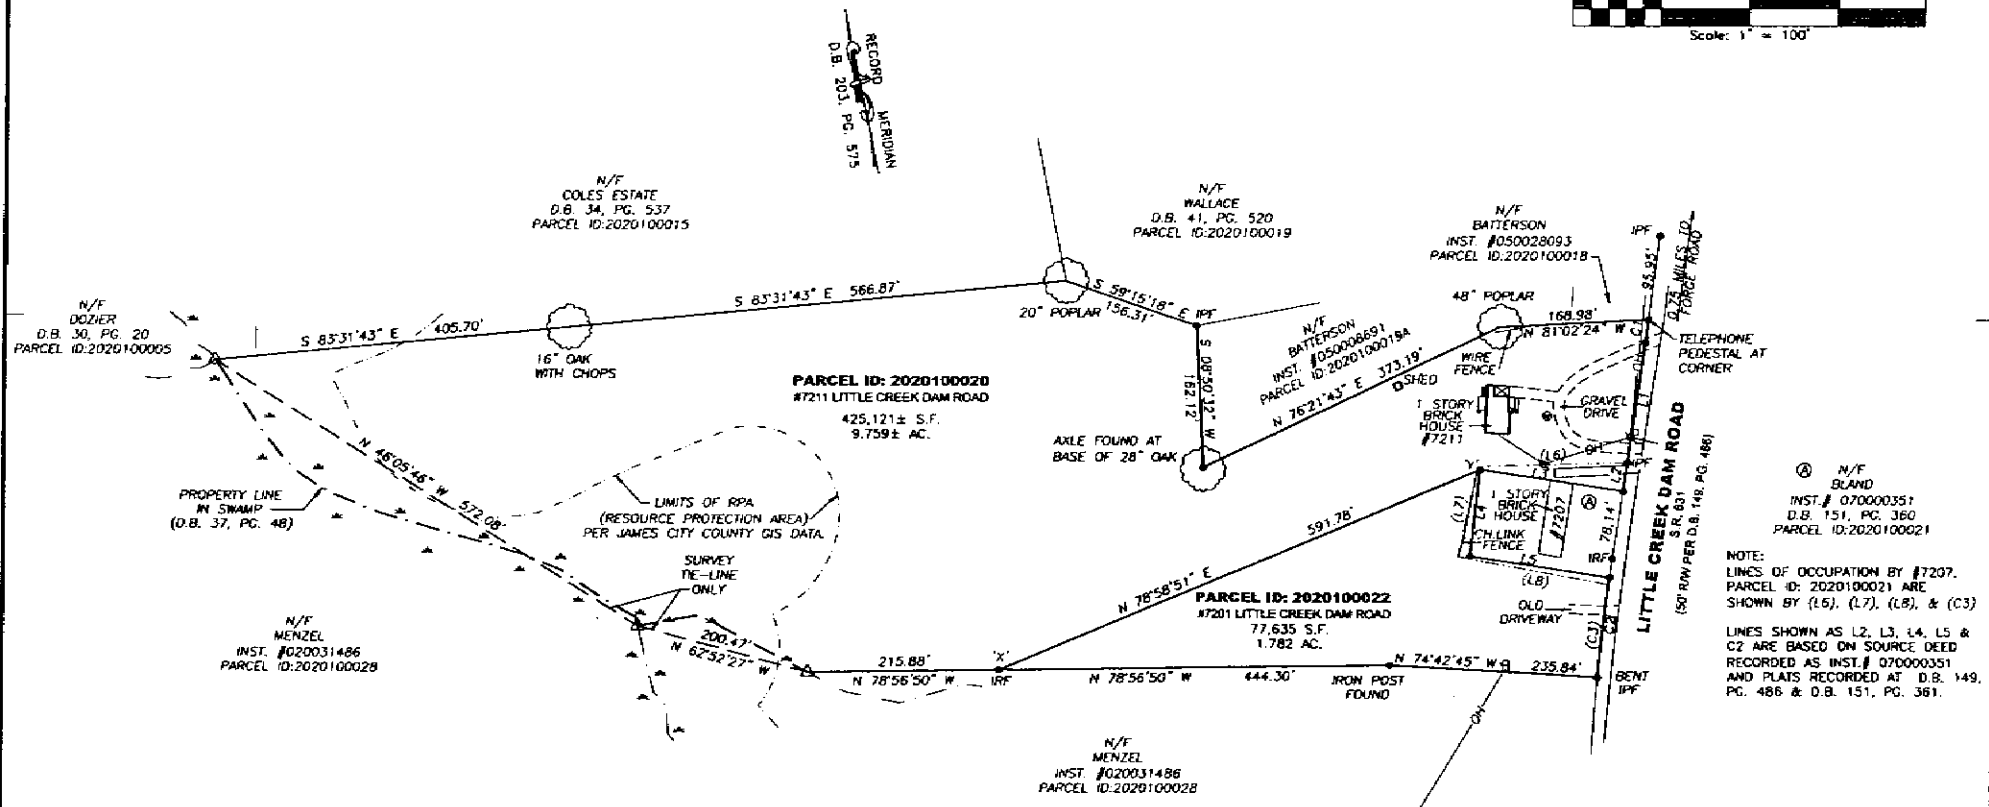 Scale: 1" = 100'
RECORD MERIDIAN
D.B. 203, PG. 575
N/F
COLES ESTATE
D.B. 34, PG. 537
PARCEL ID:2020100015
N/F
WALLACE
D.B. 41, PG. 520
PARCEL ID:2020100019
N/F
BATTERSON
INST. #050028093
PARCEL ID:2020100018
IPF
95.95'
0.75 MILES TO
FORGE ROAD
N/F
DOZIER
D.B. 30, PG. 20
PARCEL ID:2020100005
S 83°31'43" E 405.70'
16" OAK
WITH CHOPS
S 83°31'43" E 566.87'
20" POPLAR
S 59°15'18" E
156.31'
IPF
S 08°50'32" W
162.12'
N/F
BATTERSON
INST. #050008691
PARCEL ID:2020100019A
48" POPLAR
168.98'
N 81°02'24" W
C1
TELEPHONE
PEDESTAL AT
CORNER
WIRE
FENCE
SHED
N 76°21'43" E 373.19'
PARCEL ID: 2020100020
#7211 LITTLE CREEK DAM ROAD
425,121± S.F.
9.759± AC.
AXLE FOUND AT
BASE OF 28" OAK
1 STORY
BRICK
HOUSE
#7211
GRAVEL
DRIVE
L1
(L6)
L3
IPF
L2
'Y'
(L7)
L4
1 STORY
BRICK
HOUSE
#7207
A
CH.LINK
FENCE
78.14'
IRF
L5
(L8)
OLD
DRIVEWAY
(C3)
C2
LITTLE CREEK DAM ROAD
S.R. 631
(50' R/W PER D.B. 149, PG. 486)
A N/F
BLAND
INST.# 070000351
D.B. 151, PG. 360
PARCEL ID:2020100021
NOTE:
LINES OF OCCUPATION BY #7207.
PARCEL ID: 2020100021 ARE
SHOWN BY (L6), (L7), (L8), & (C3)
LINES SHOWN AS L2, L3, L4, L5 &
C2 ARE BASED ON SOURCE DEED
RECORDED AS INST.# 070000351
AND PLATS RECORDED AT D.B. 149,
PG. 486 & D.B. 151, PG. 361.
PROPERTY LINE
IN SWAMP
(D.B. 37, PG. 48)
N 46°05'46" W 572.08'
LIMITS OF RPA
(RESOURCE PROTECTION AREA)
PER JAMES CITY COUNTY GIS DATA.
SURVEY
TIE-LINE
ONLY
591.78'
N 78°58'51" E
PARCEL ID: 2020100022
#7201 LITTLE CREEK DAM ROAD
77,635 S.F.
1.782 AC.
N/F
MENZEL
INST. #020031486
PARCEL ID:2020100028
200.47'
N 62°52'27" W
215.88'
N 78°56'50" W
'X'
IRF
N 78°56'50" W 444.30'
IRON POST
FOUND
N 74°42'45" W 235.84'
BENT
IPF
OH
N/F
MENZEL
INST. #020031486
PARCEL ID:2020100028